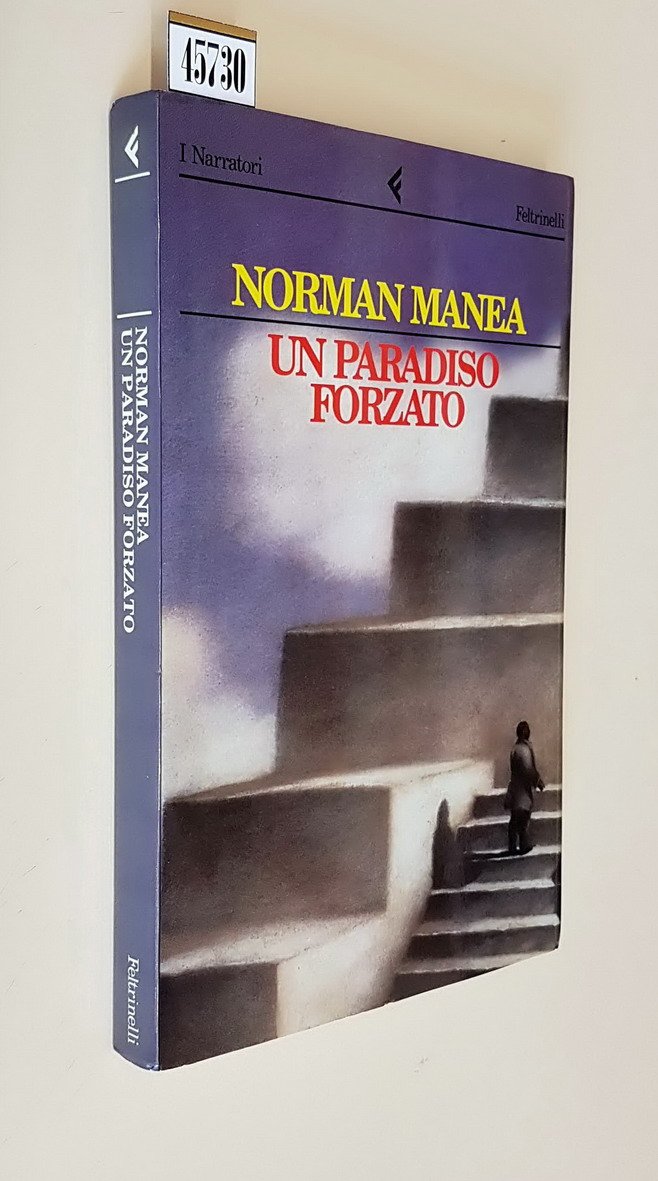 45730
I Narratori
Feltrinelli
NORMAN MANEA
UN PARADISO
FORZATO
NORMAN MANEA
UN PARADISO FORZATO
Feltrinelli